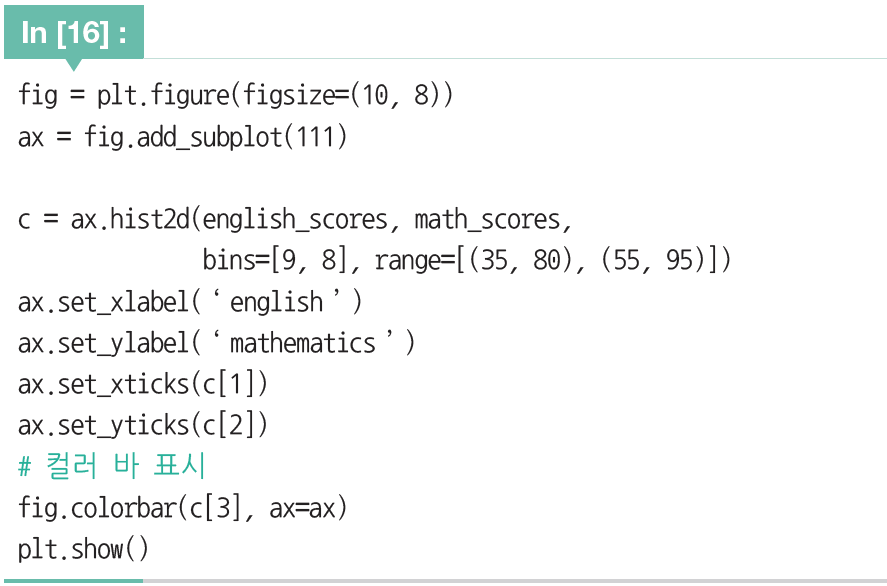 In [16] :
fig = plt.figure(figsize=(10, 8))
ax = fig.add_subplot(111)
c = ax.hist2d(english_scores, math_scores,
bins=[9, 8], range=[(35, 80), (55, 95)])
ax.set_xlabel( ‘ english ’ )
ax.set_ylabel( ‘ mathematics ’ )
ax.set_xticks(c[1])
ax.set_yticks(c[2])
# 컬러 바 표시
fig.colorbar(c[3], ax=ax)
plt.show()